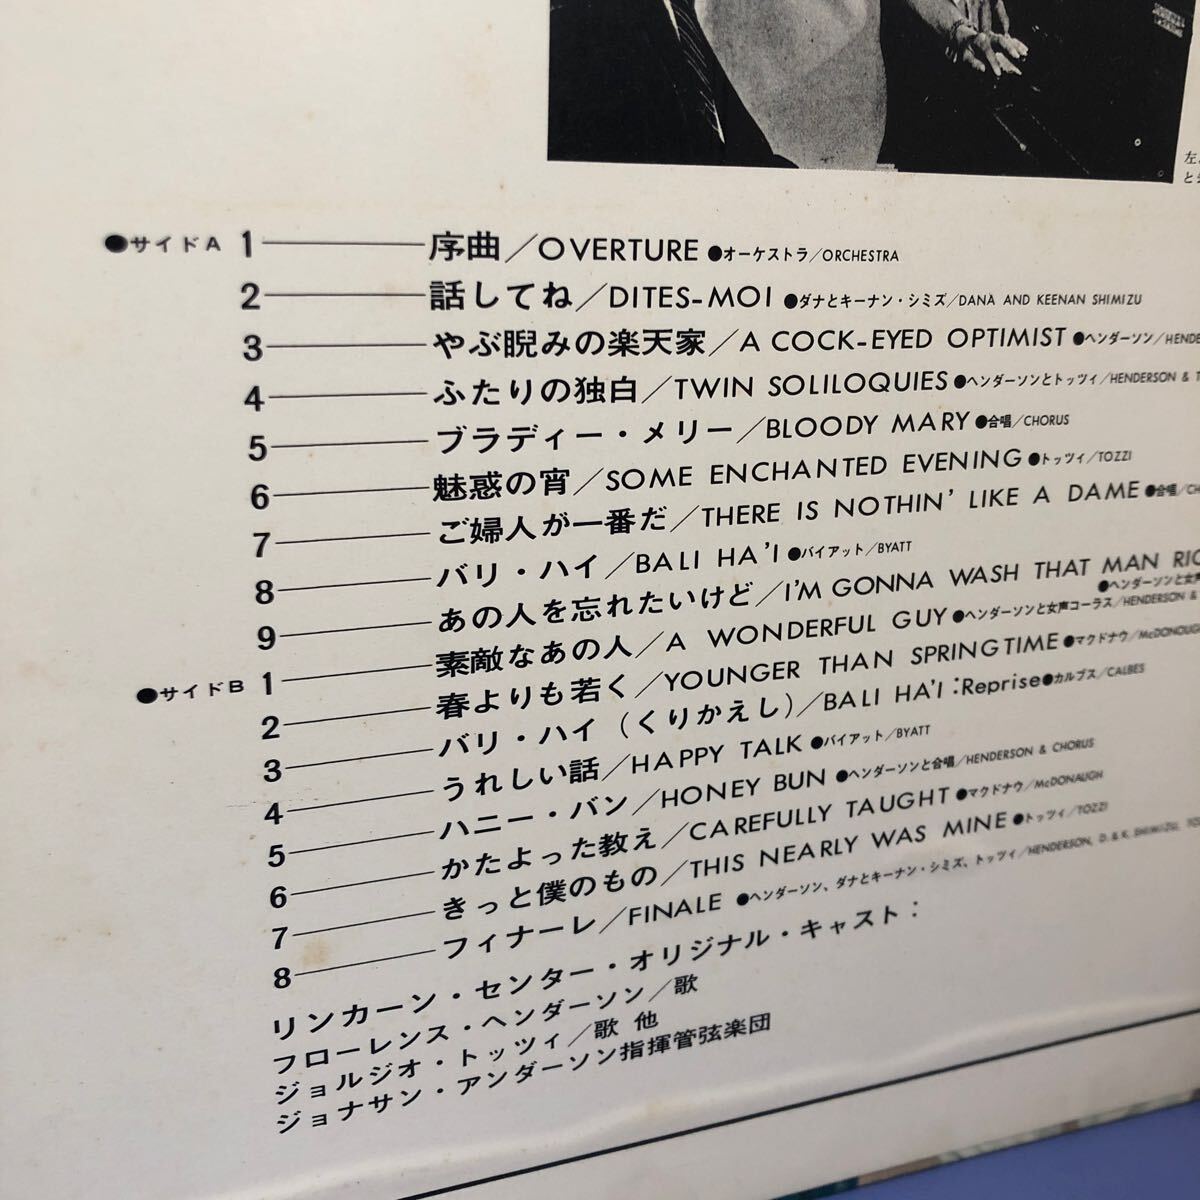 左
と
●サイドA 1 序曲/OVERTURE ●オーケストラ/ORCHESTRA
2 話してね/DITES-MOI ●ダナとキーナン・シミズ/DANA AND KEENAN SHIMIZU
3 やぶ睨みの楽天家/A COCK-EYED OPTIMIST ●ヘンダーソン/HENDE
4 ふたりの独白/TWIN SOLILOQUIES ●ヘンダーソンとトッツィ/HENDERSON & T
5 ブラディー・メリー/BLOODY MARY ●合唱/CHORUS
6 魅惑の宵/SOME ENCHANTED EVENING ●トッツィ/TOZZI
7 ご婦人が一番だ/THERE IS NOTHIN' LIKE A DAME ●合唱/CH
8 バリ・ハイ/BALI HA'I ●バイアット/BYATT
9 あの人を忘れたいけど/I'M GONNA WASH THAT MAN RIG
●ヘンダーソンと女声
●サイドB 1 素敵なあの人/A WONDERFUL GUY ●ヘンダーソンと女声コーラス/HENDERSON &
2 春よりも若く/YOUNGER THAN SPRINGTIME ●マクドナウ/McDONOUGH
3 バリ・ハイ（くりかえし）/BALI HA'I:Reprise ●カルブス/CALBES
4 うれしい話/HAPPY TALK ●バイアット/BYATT
5 ハニー・バン/HONEY BUN ●ヘンダーソンと合唱/HENDERSON & CHORUS
6 かたよった教え/CAREFULLY TAUGHT ●マクドナウ/McDONAUGH
7 きっと僕のもの/THIS NEARLY WAS MINE ●トッツィ/TOZZI
8 フィナーレ/FINALE ●ヘンダーソン、ダナとキーナン・シミズ、トッツィ/HENDERSON, D. & K. SHIMIZU, TO
リンカーン・センター・オリジナル・キャスト：
フローレンス・ヘンダーソン/歌
ジョルジオ・トッツィ/歌 他
ジョナサン・アンダーソン指揮管弦楽団